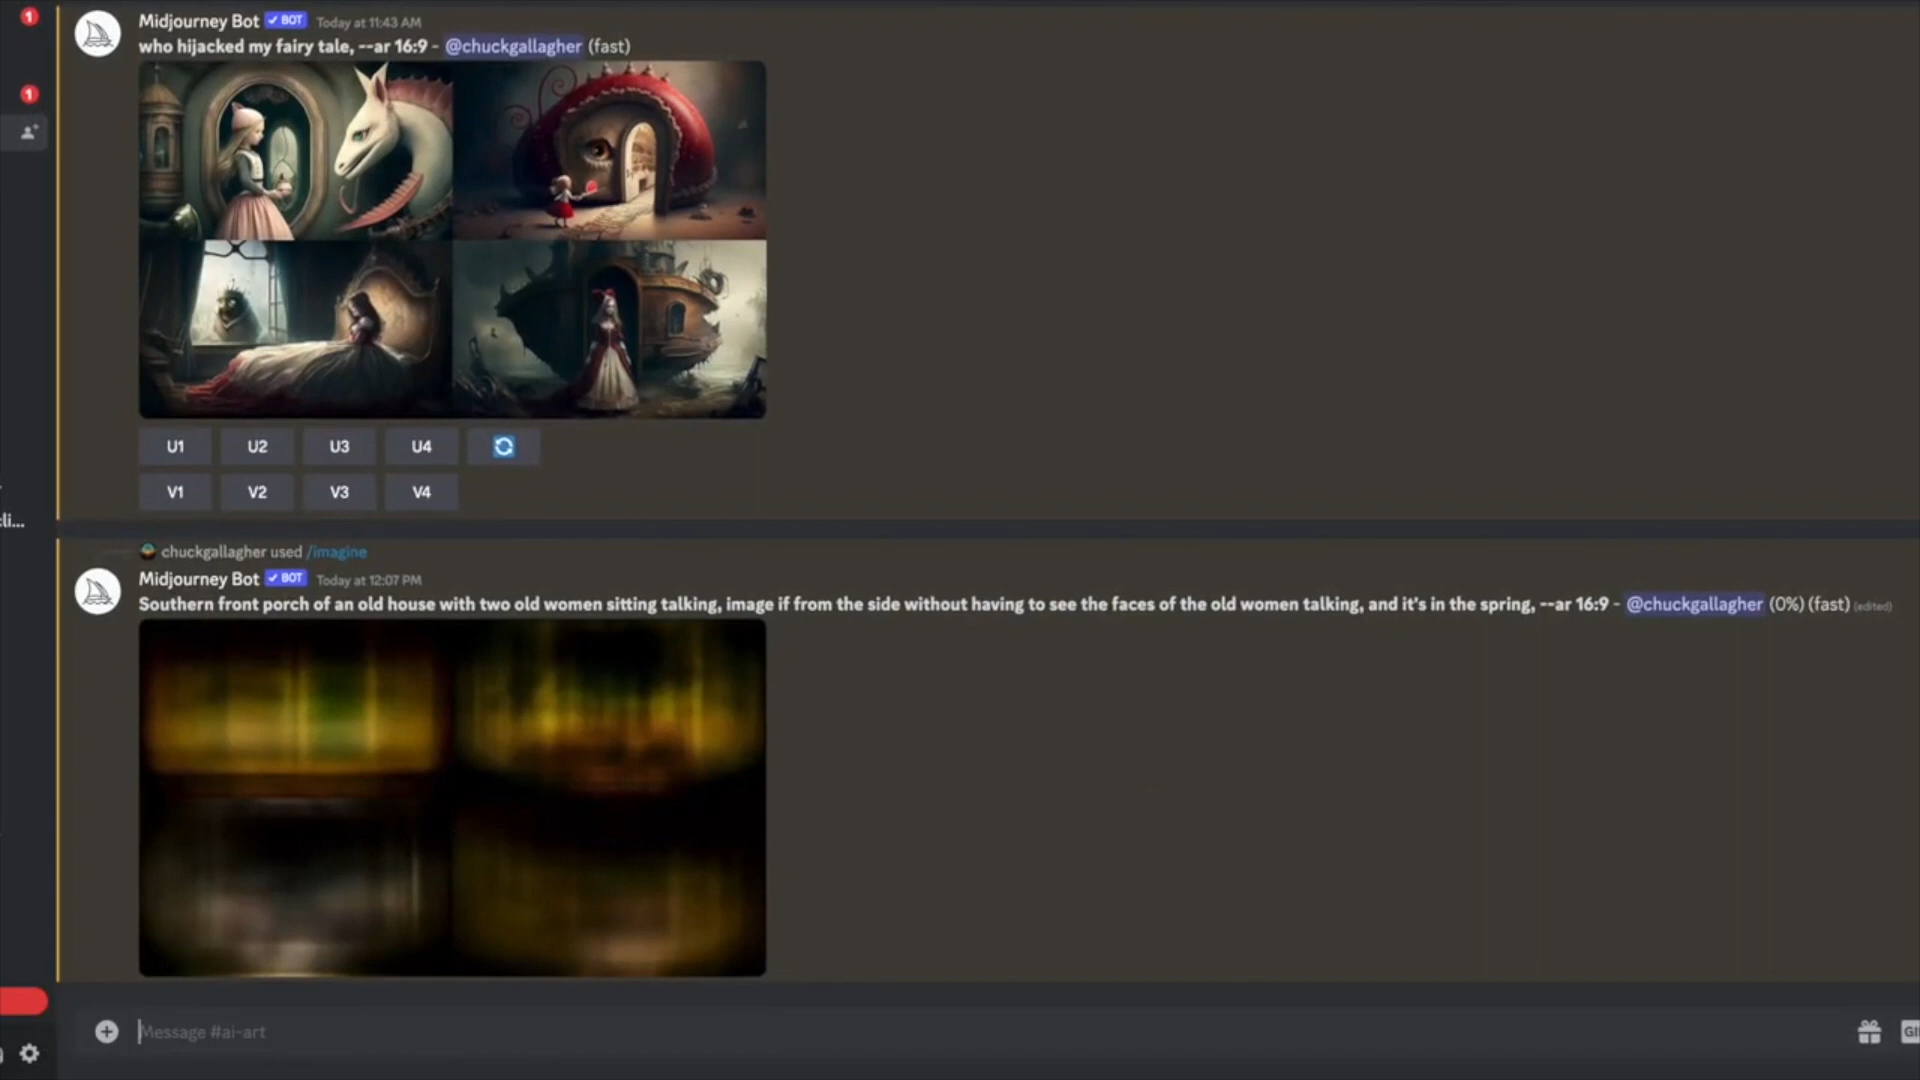 1
Midjourney Bot ✓ BOT Today at 11:43 AM
who hijacked my fairy tale, --ar 16:9 - @chuckgallagher (fast)
1
U1 U2 U3 U4
V1 V2 V3 V4
li...
chuckgallagher used /imagine
Midjourney Bot ✓ BOT Today at 12:07 PM
Southern front porch of an old house with two old women sitting talking, image if from the side without having to see the faces of the old women talking, and it's in the spring, --ar 16:9 - @chuckgallagher (0%) (fast) (edited)
Message #ai-art
GI